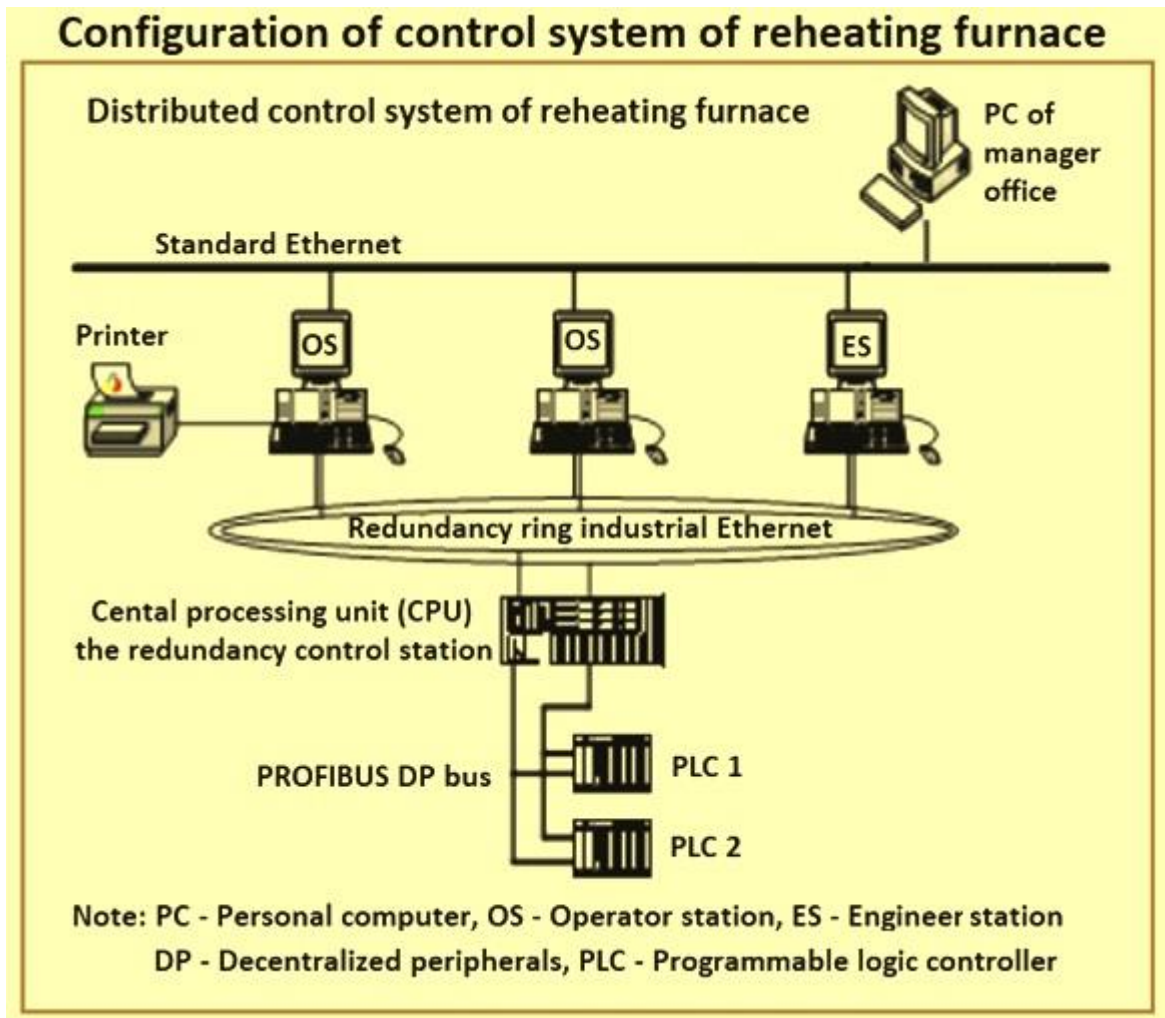 Configuration of control system of reheating furnace
Distributed control system of reheating furnace
PC of
manager
office
Standard Ethernet
Printer
OS
OS
ES
Redundancy ring industrial Ethernet
Cental processing unit (CPU)
the redundancy control station
PROFIBUS DP bus
PLC 1
PLC 2
Note: PC - Personal computer, OS - Operator station, ES - Engineer station
DP - Decentralized peripherals, PLC - Programmable logic controller